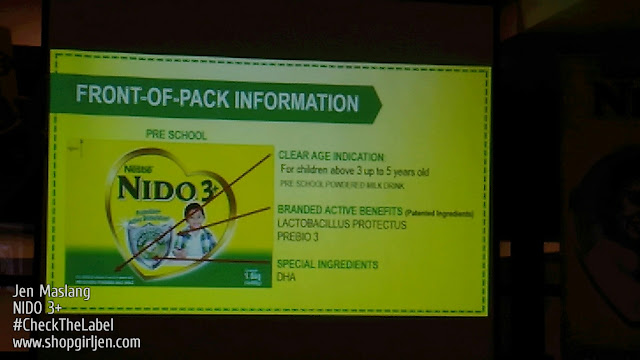 FRONT-OF-PACK INFORMATION
PRE SCHOOL
Nestlé
NIDO 3+
1.6kg
CLEAR AGE INDICATION:
For children above 3 up to 5 years old
PRE SCHOOL POWDERED MILK DRINK
BRANDED ACTIVE BENEFITS (Patented Ingredients)
LACTOBACILLUS PROTECTUS
PREBIO 3
SPECIAL INGREDIENTS
DHA
Jen Maslang
NIDO 3+
#CheckTheLabel
www.shopgirljen.com